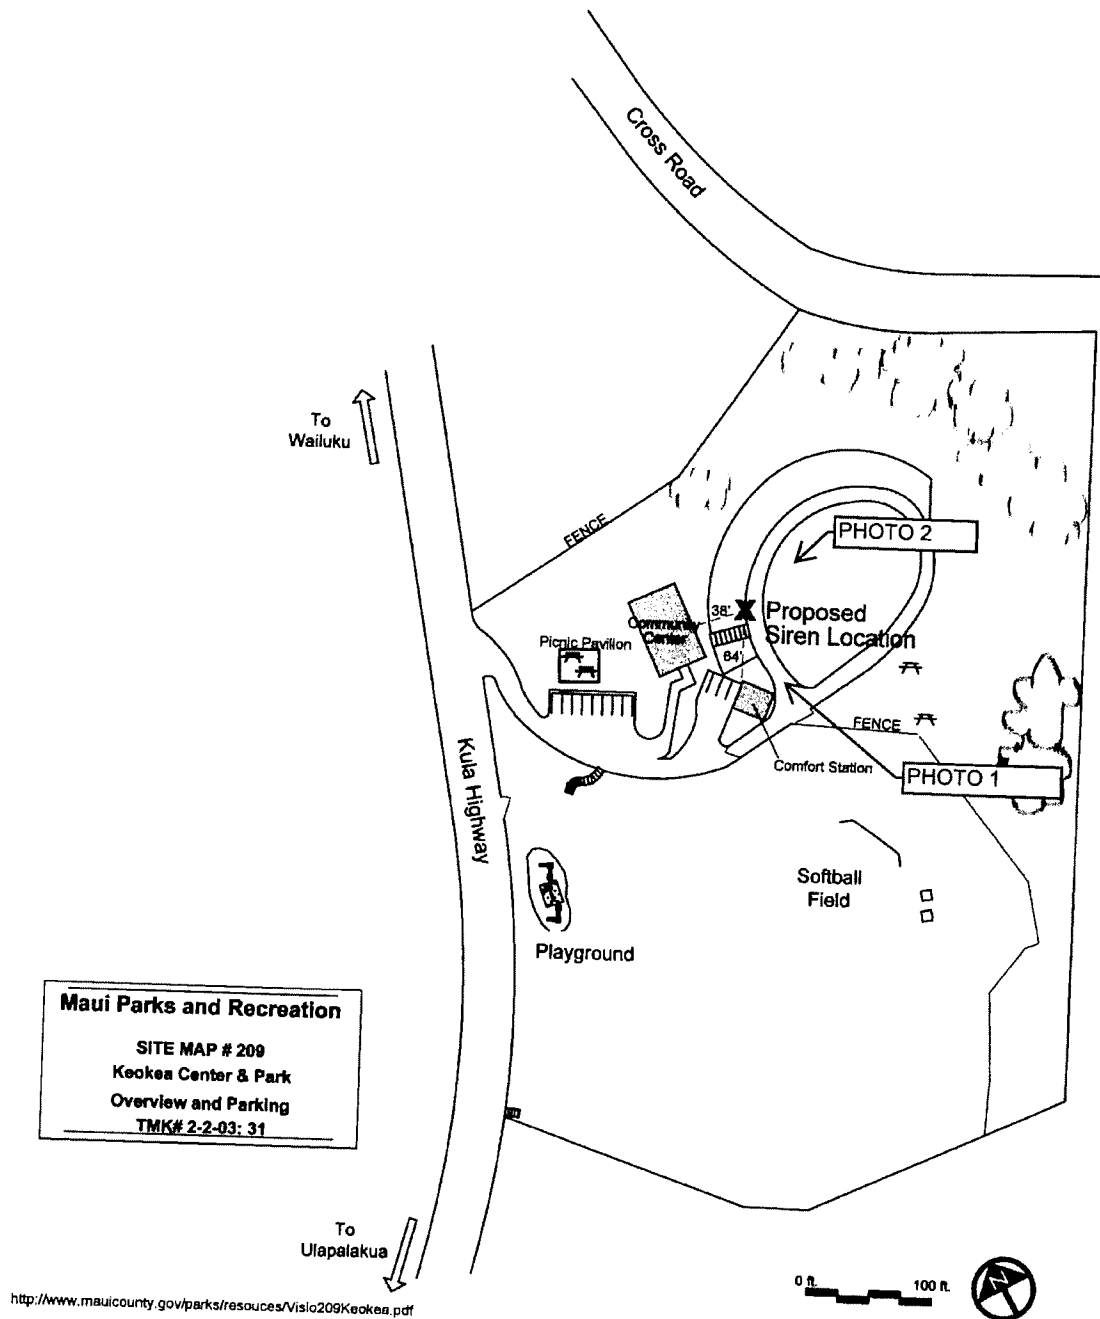 Cross Road
To
Wailuku
FENCE
PHOTO 2
38'
Proposed
Siren Location
Community
Center
Picnic Pavilion
64'
FENCE
Comfort Station
PHOTO 1
Kula Highway
Softball
Field
Playground
Maui Parks and Recreation
SITE MAP # 209
Keokea Center & Park
Overview and Parking
TMK# 2-2-03: 31
To
Ulapalakua
0 ft.
100 ft.
N
http://www.mauicounty.gov/parks/resouces/Visio209Keokea.pdf